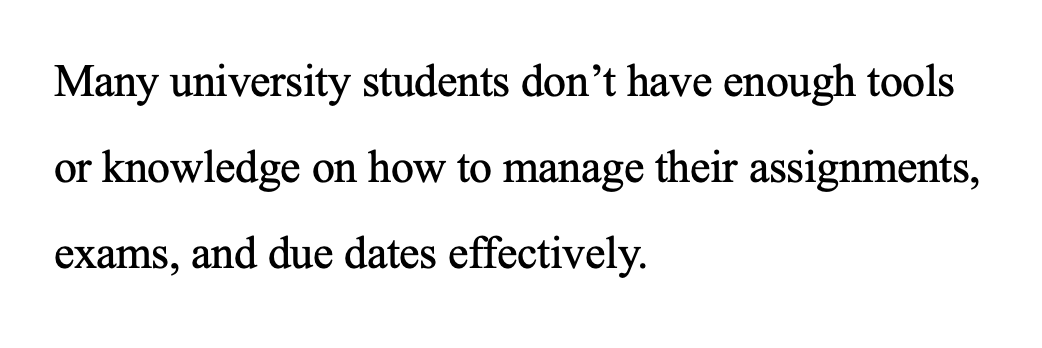 Many university students don’t have enough tools
or knowledge on how to manage their assignments,
exams, and due dates effectively.